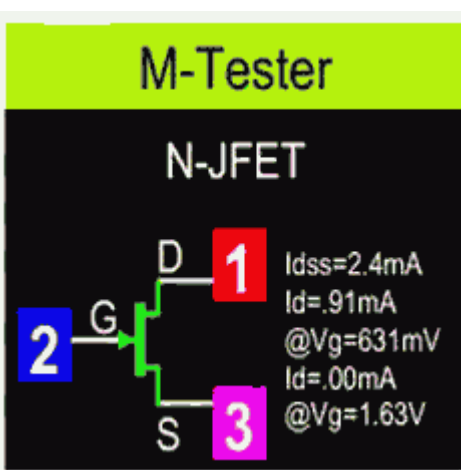 M-Tester
N-JFET
D
1
Idss=2.4mA
Id=.91mA
G
2
@Vg=631mV
Id=.00mA
S
3
@Vg=1.63V